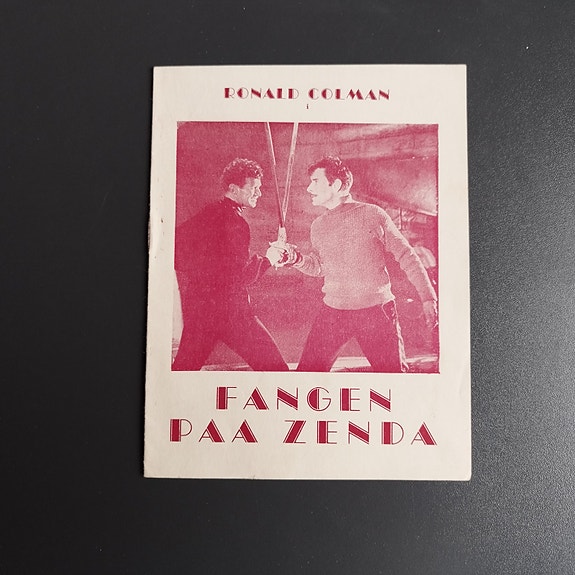 RONALD COLMAN
i
FANGEN
PAA ZENDA